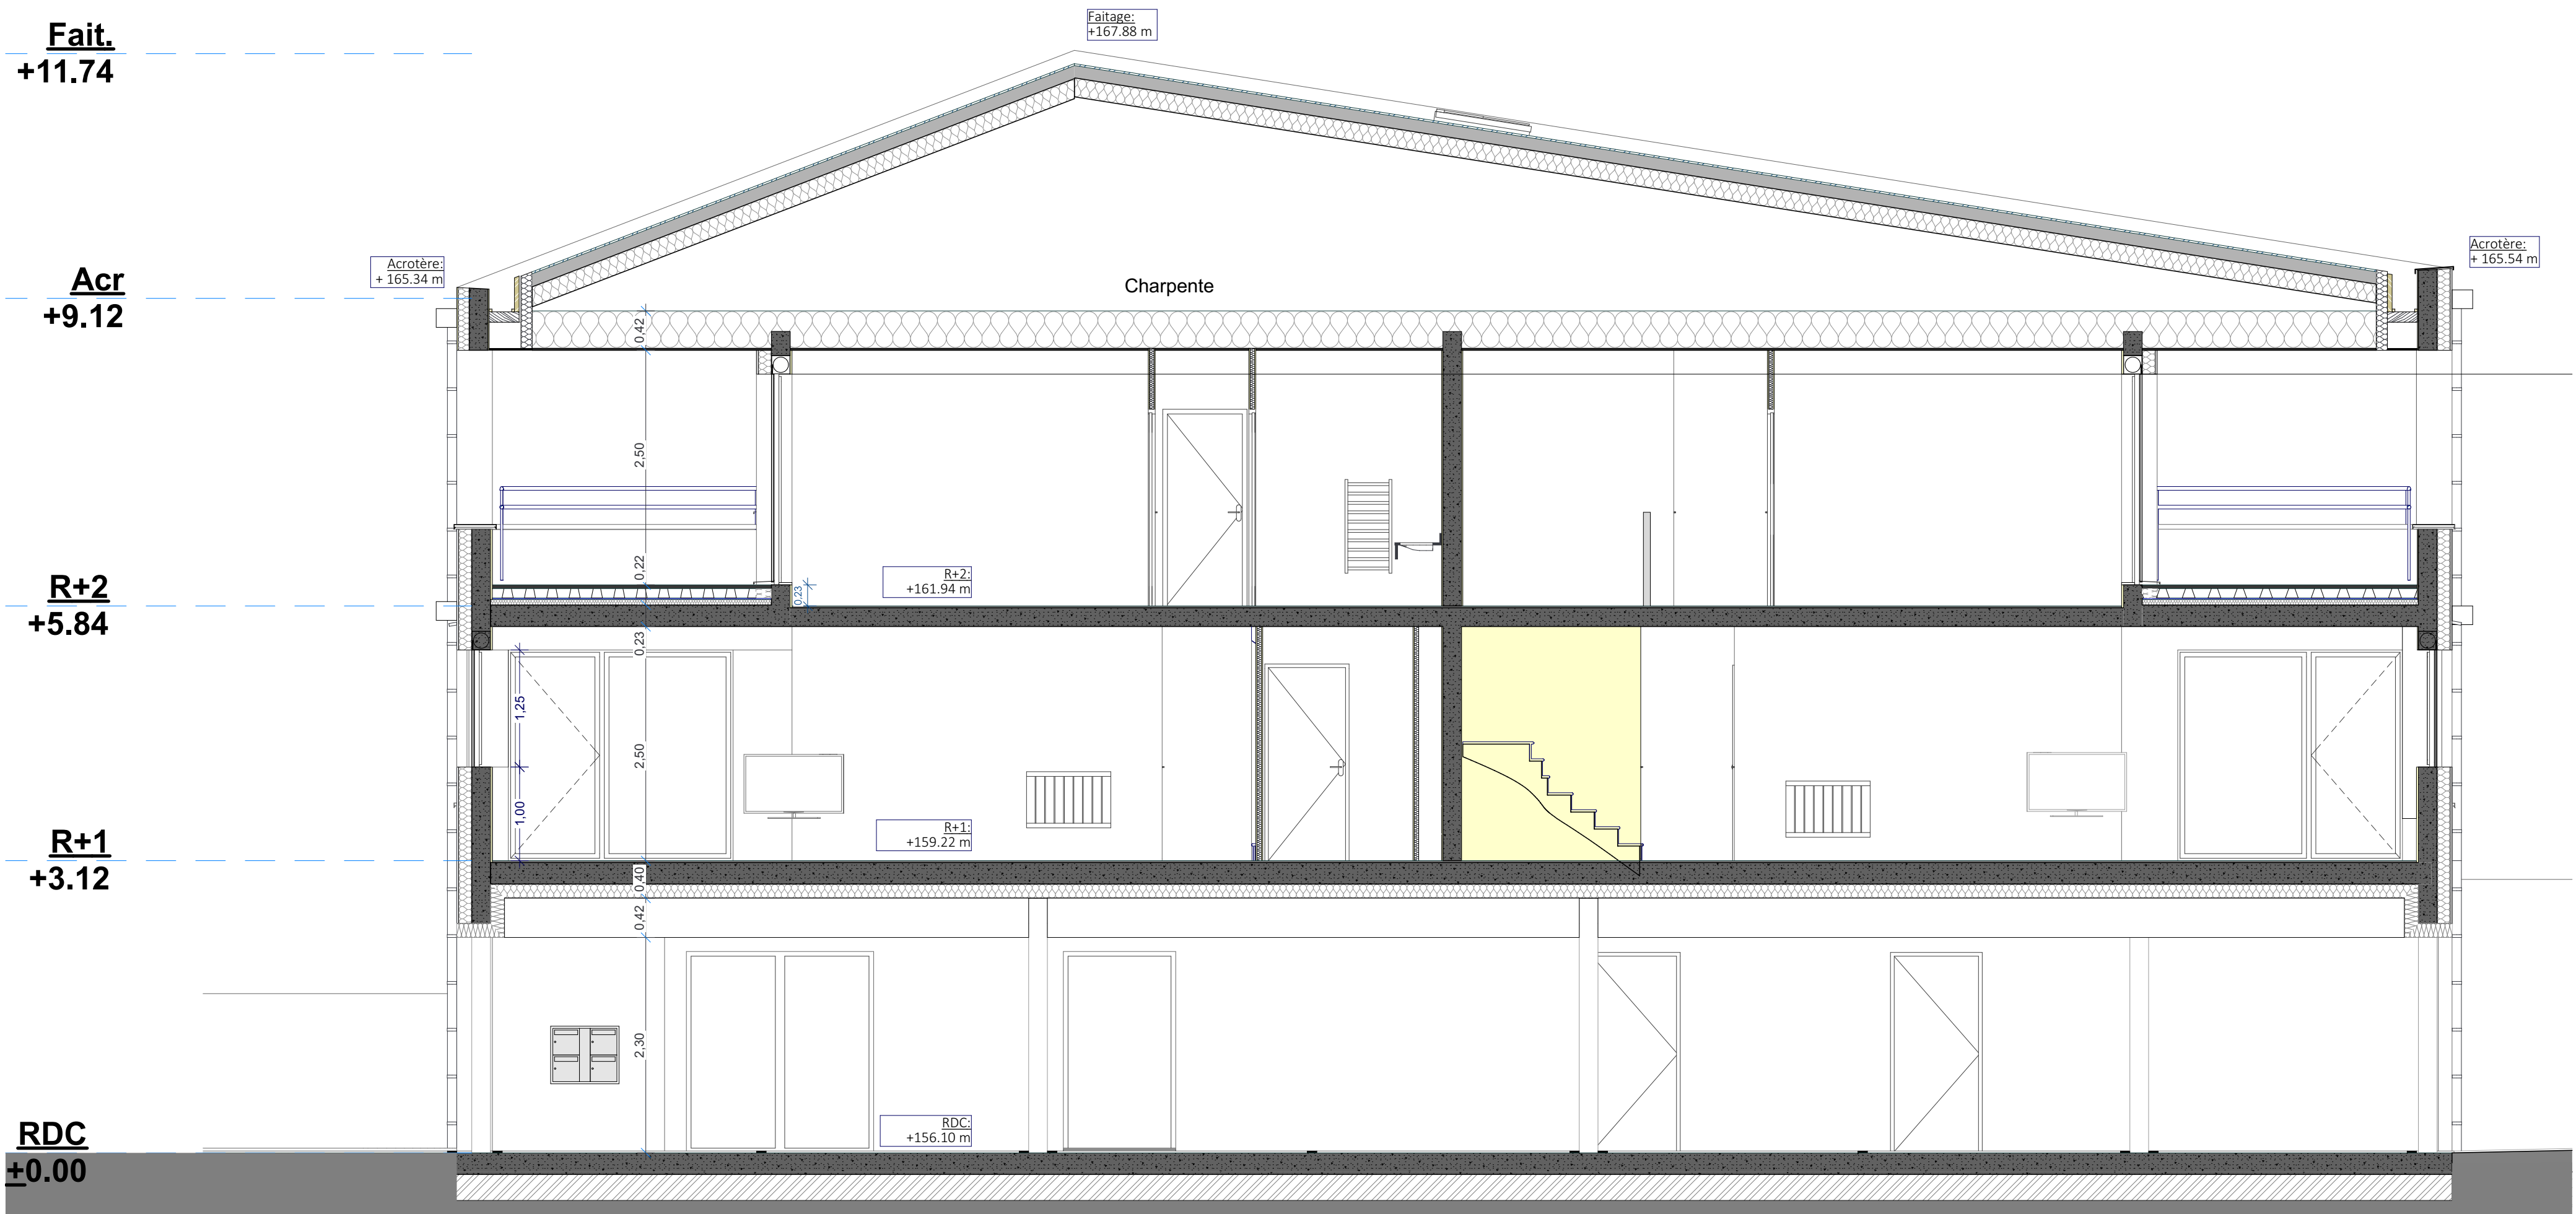 Fait.
+11.74
Faitage:
+167.88 m
Acr
+9.12
Acrotère:
+ 165.34 m
Acrotère:
+ 165.54 m
Charpente
0,42
2,50
0,22
0.23
R+2:
+161.94 m
R+2
+5.84
0,23
1,25
2,50
1,00
R+1:
+159.22 m
R+1
+3.12
0,40
0,42
2,30
RDC:
+156.10 m
RDC
±0.00